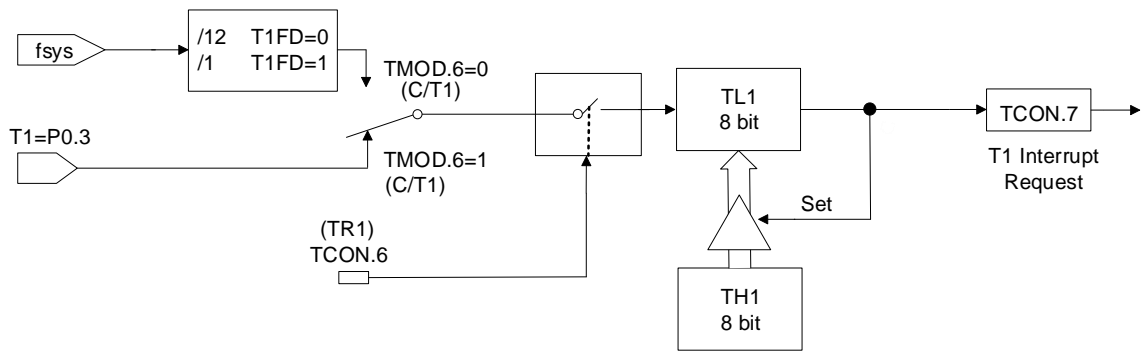 fsys
/12 T1FD=0
/1 T1FD=1
TMOD.6=0
(C/T1)
T1=P0.3
TMOD.6=1
(C/T1)
(TR1)
TCON.6
TL1
8 bit
TCON.7
T1 Interrupt
Request
Set
TH1
8 bit